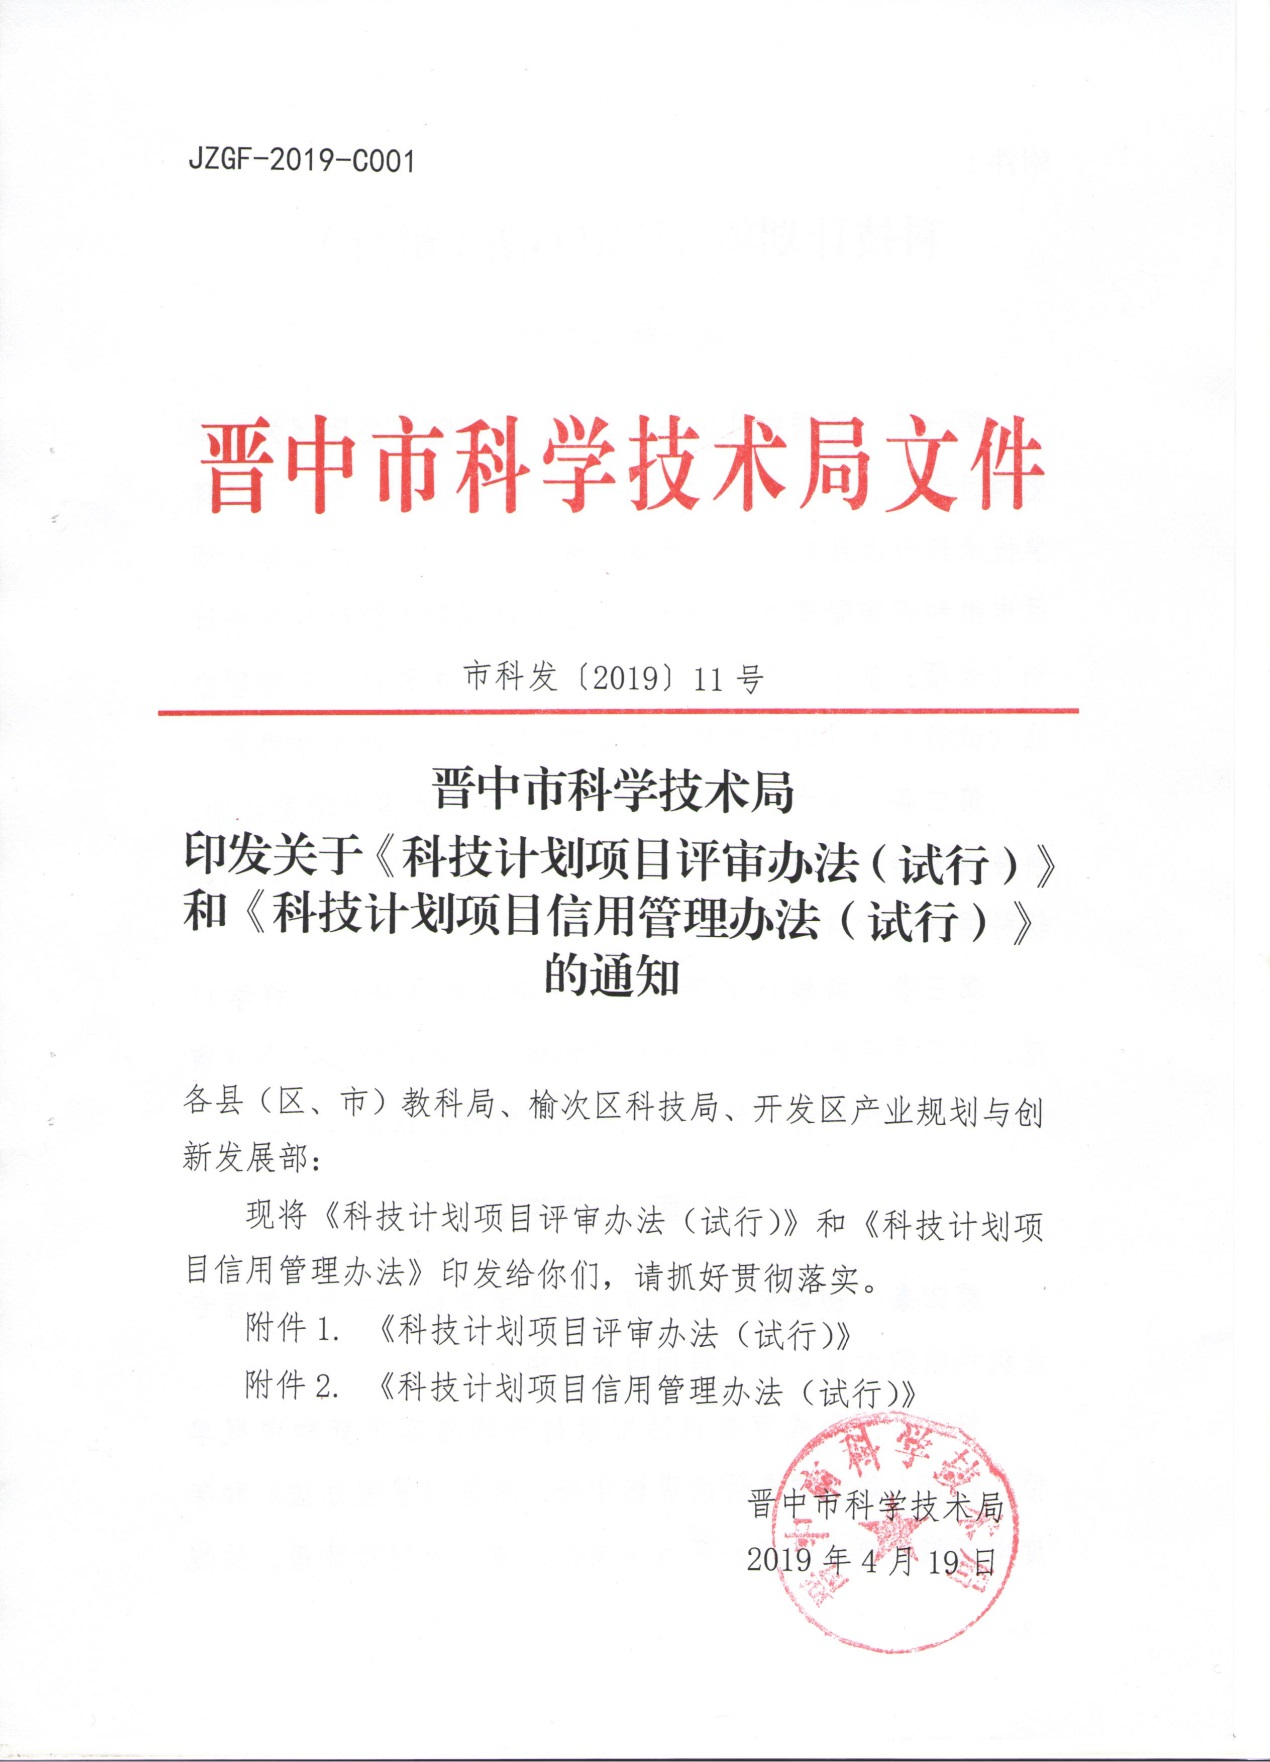 JZGF-2019-C001
晋中市科学技术局文件
市科发〔2019〕11号
晋中市科学技术局
印发关于《科技计划项目评审办法（试行）》
和《科技计划项目信用管理办法（试行）》
的通知
各县（区、市）教科局、榆次区科技局、开发区产业规划与创
新发展部：
现将《科技计划项目评审办法（试行）》和《科技计划项
目信用管理办法》印发给你们，请抓好贯彻落实。
附件1. 《科技计划项目评审办法（试行）》
附件2. 《科技计划项目信用管理办法（试行）》
晋中市科学技术局
晋中市科学技术局
2019年4月19日